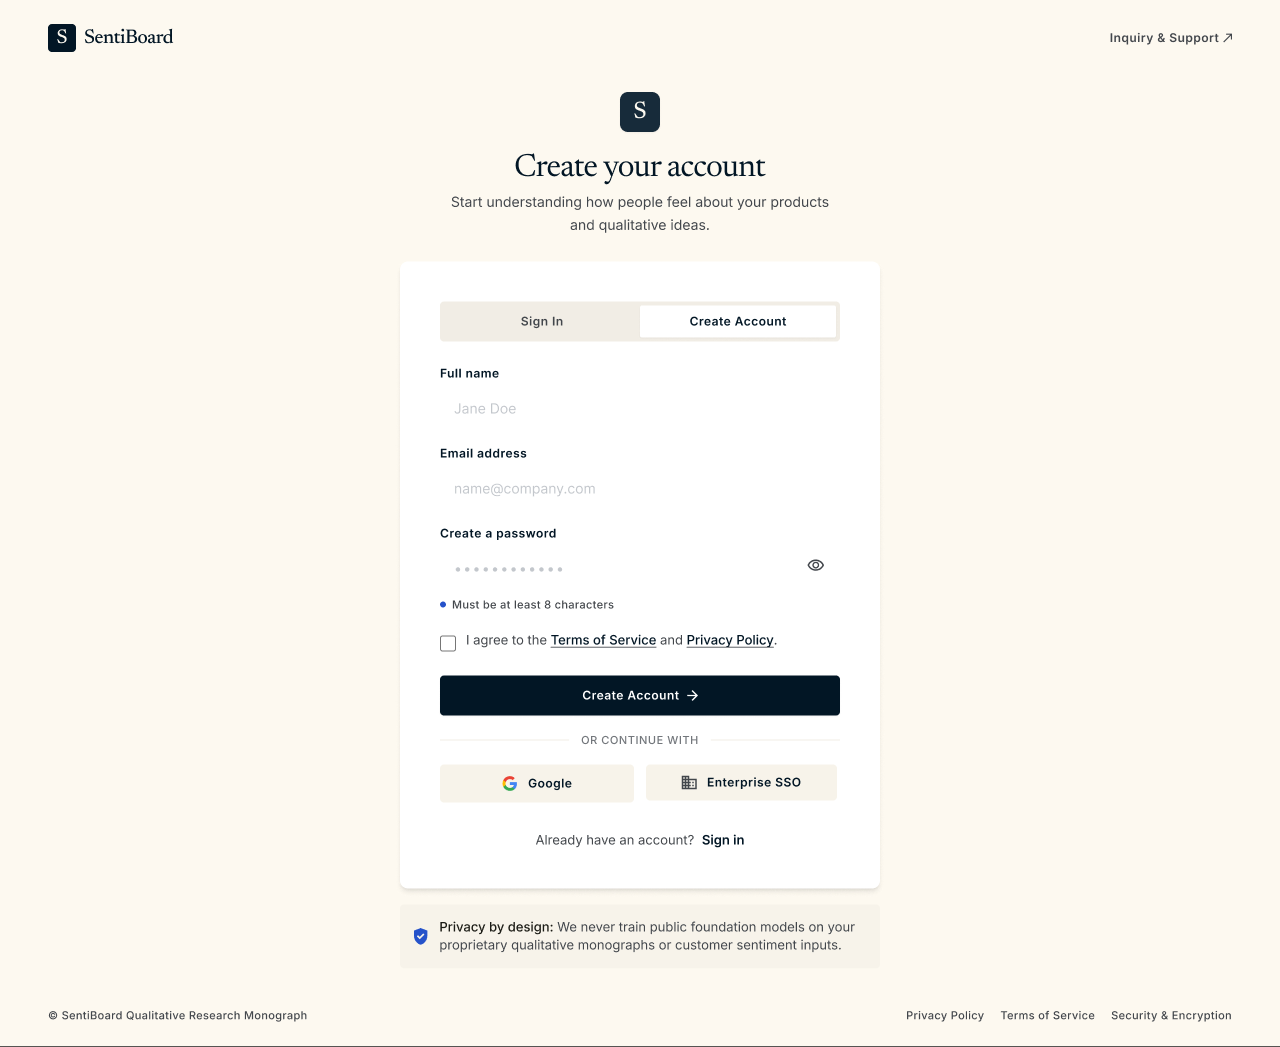 S SentiBoard
Inquiry & Support
S
Create your account
Start understanding how people feel about your products
and qualitative ideas.
Sign In
Create Account
Full name
Jane Doe
Email address
name@company.com
Create a password
••••••••••••
Must be at least 8 characters
I agree to the Terms of Service and Privacy Policy.
Create Account →
OR CONTINUE WITH
Google
Enterprise SSO
Already have an account? Sign in
Privacy by design: We never train public foundation models on your
proprietary qualitative monographs or customer sentiment inputs.
© SentiBoard Qualitative Research Monograph
Privacy Policy
Terms of Service
Security & Encryption